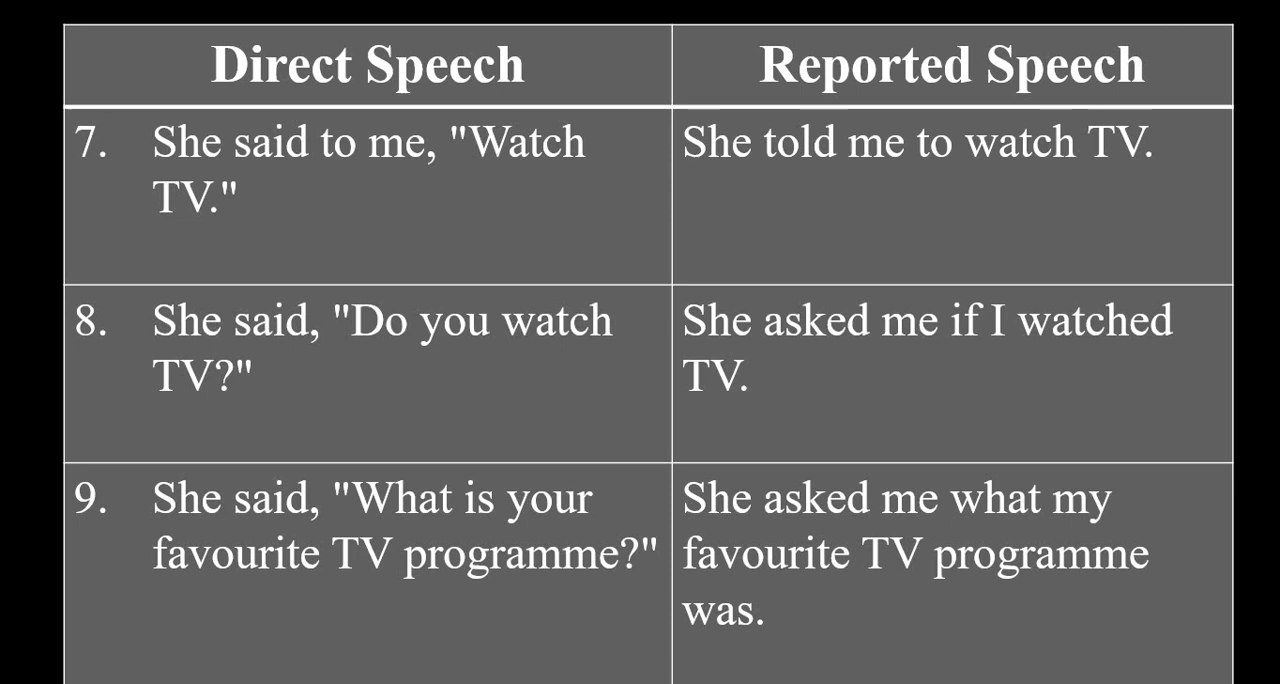 Direct Speech
Reported Speech
7. She said to me, "Watch
TV."
She told me to watch TV.
8. She said, "Do you watch
TV?"
She asked me if I watched
TV.
9. She said, "What is your
favourite TV programme?"
She asked me what my
favourite TV programme
was.